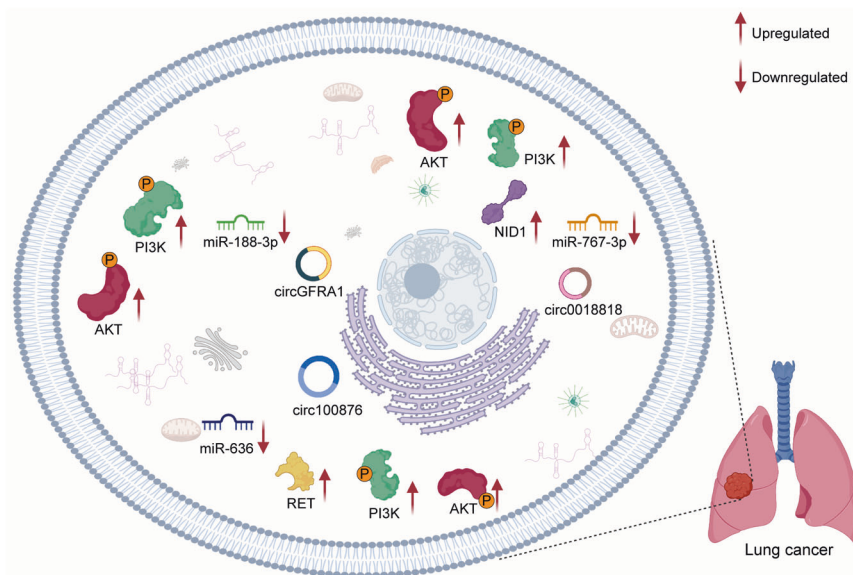 Upregulated
Downregulated
P
AKT
P
PI3K
NID1
miR-767-3p
circ0018818
P
PI3K
miR-188-3p
circGFRA1
P
AKT
circ100876
miR-636
RET
P
PI3K
AKT
P
Lung cancer